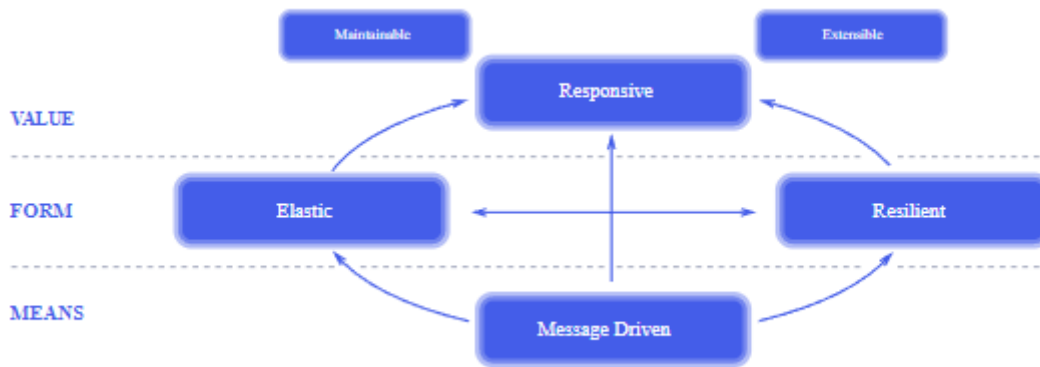 Maintainable
Extensible
Responsive
VALUE
FORM
Elastic
Resilient
MEANS
Message Driven